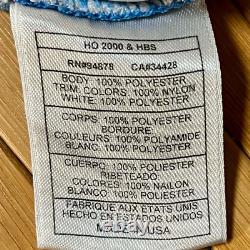 HO 2000 & HBS
RN#94878 CA#34428
BODY: 100% POLYESTER
TRIM: COLORS: 100% NYLON
WHITE: 100% POLYESTER
CORPS: 100% POLYESTER
BORDURE:
COULEURS: 100% POLYAMIDE
BLANC: 100% POLYESTER
CUERPO: 100% POLIESTER
RIBETEADO:
COLORES: 100% NAILON
BLANCO: 100% POLIESTER
FABRIQUE AUX ETATS UNIS
HECHO EN ESTADOS UNIDOS
USA